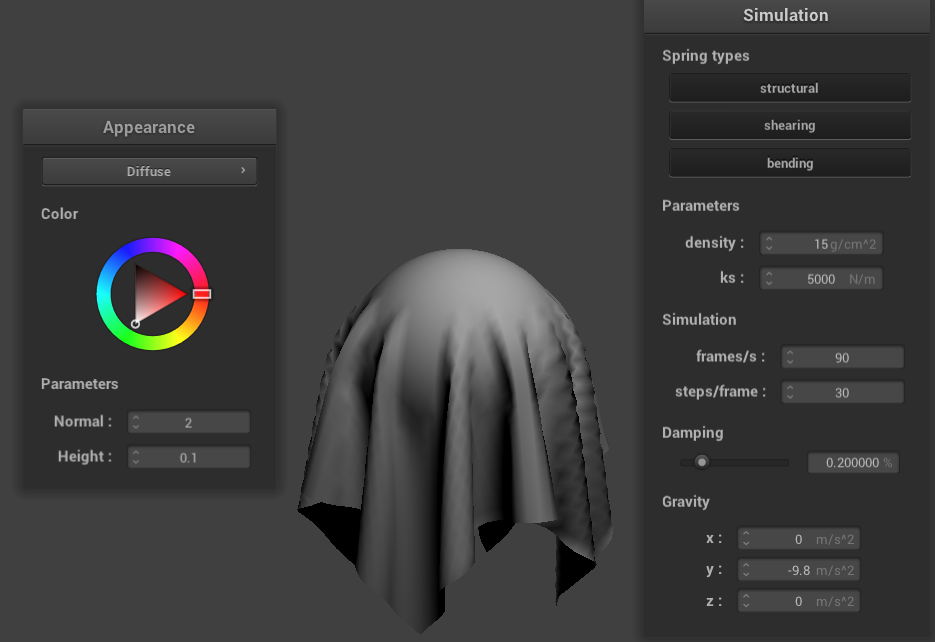 Appearance
Diffuse
Color
Parameters
Normal : 2
Height : 0.1
Simulation
Spring types
structural
shearing
bending
Parameters
density : 15 g/cm^2
ks : 5000 N/m
Simulation
frames/s : 90
steps/frame : 30
Damping
0.200000 %
Gravity
x : 0 m/s^2
y : -9.8 m/s^2
z : 0 m/s^2